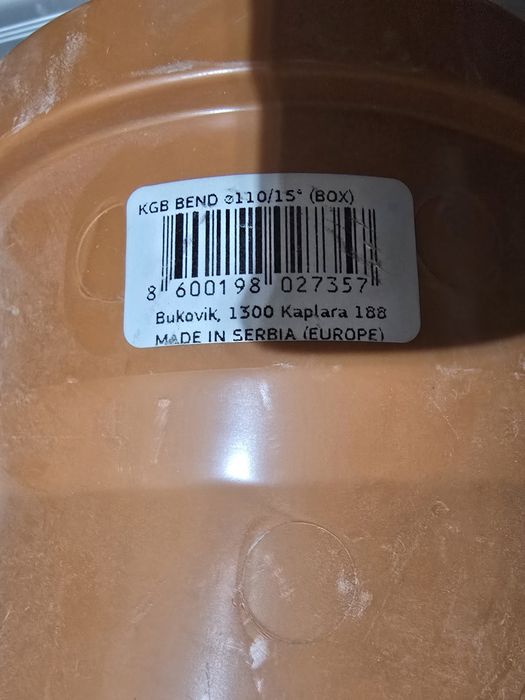 KGB BEND ⌀110/15° (BOX)
8 600198 027357
Bukovik, 1300 Kaplara 188
MADE IN SERBIA (EUROPE)